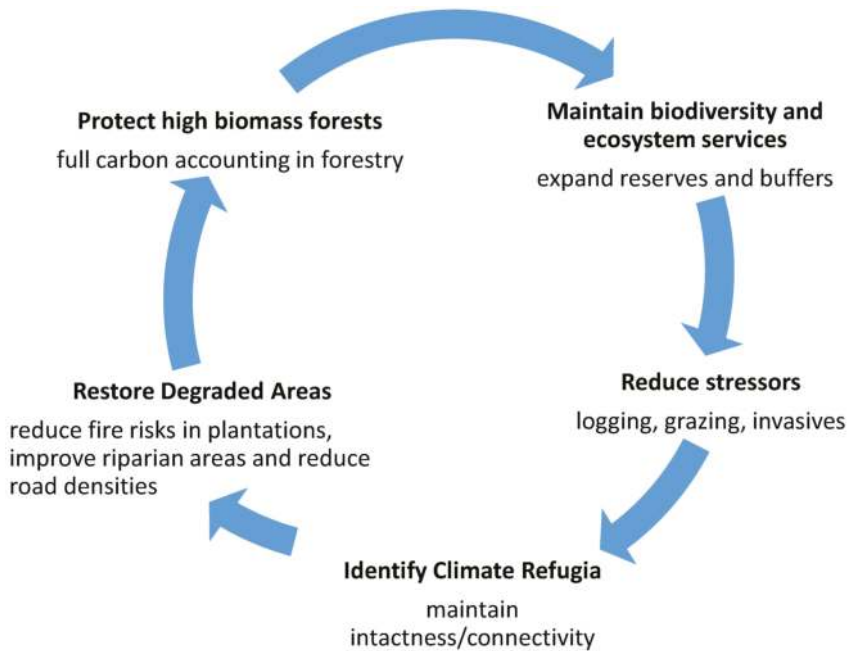 Protect high biomass forests
full carbon accounting in forestry
Maintain biodiversity and
ecosystem services
expand reserves and buffers
Reduce stressors
logging, grazing, invasives
Identify Climate Refugia
maintain
intactness/connectivity
Restore Degraded Areas
reduce fire risks in plantations,
improve riparian areas and reduce
road densities